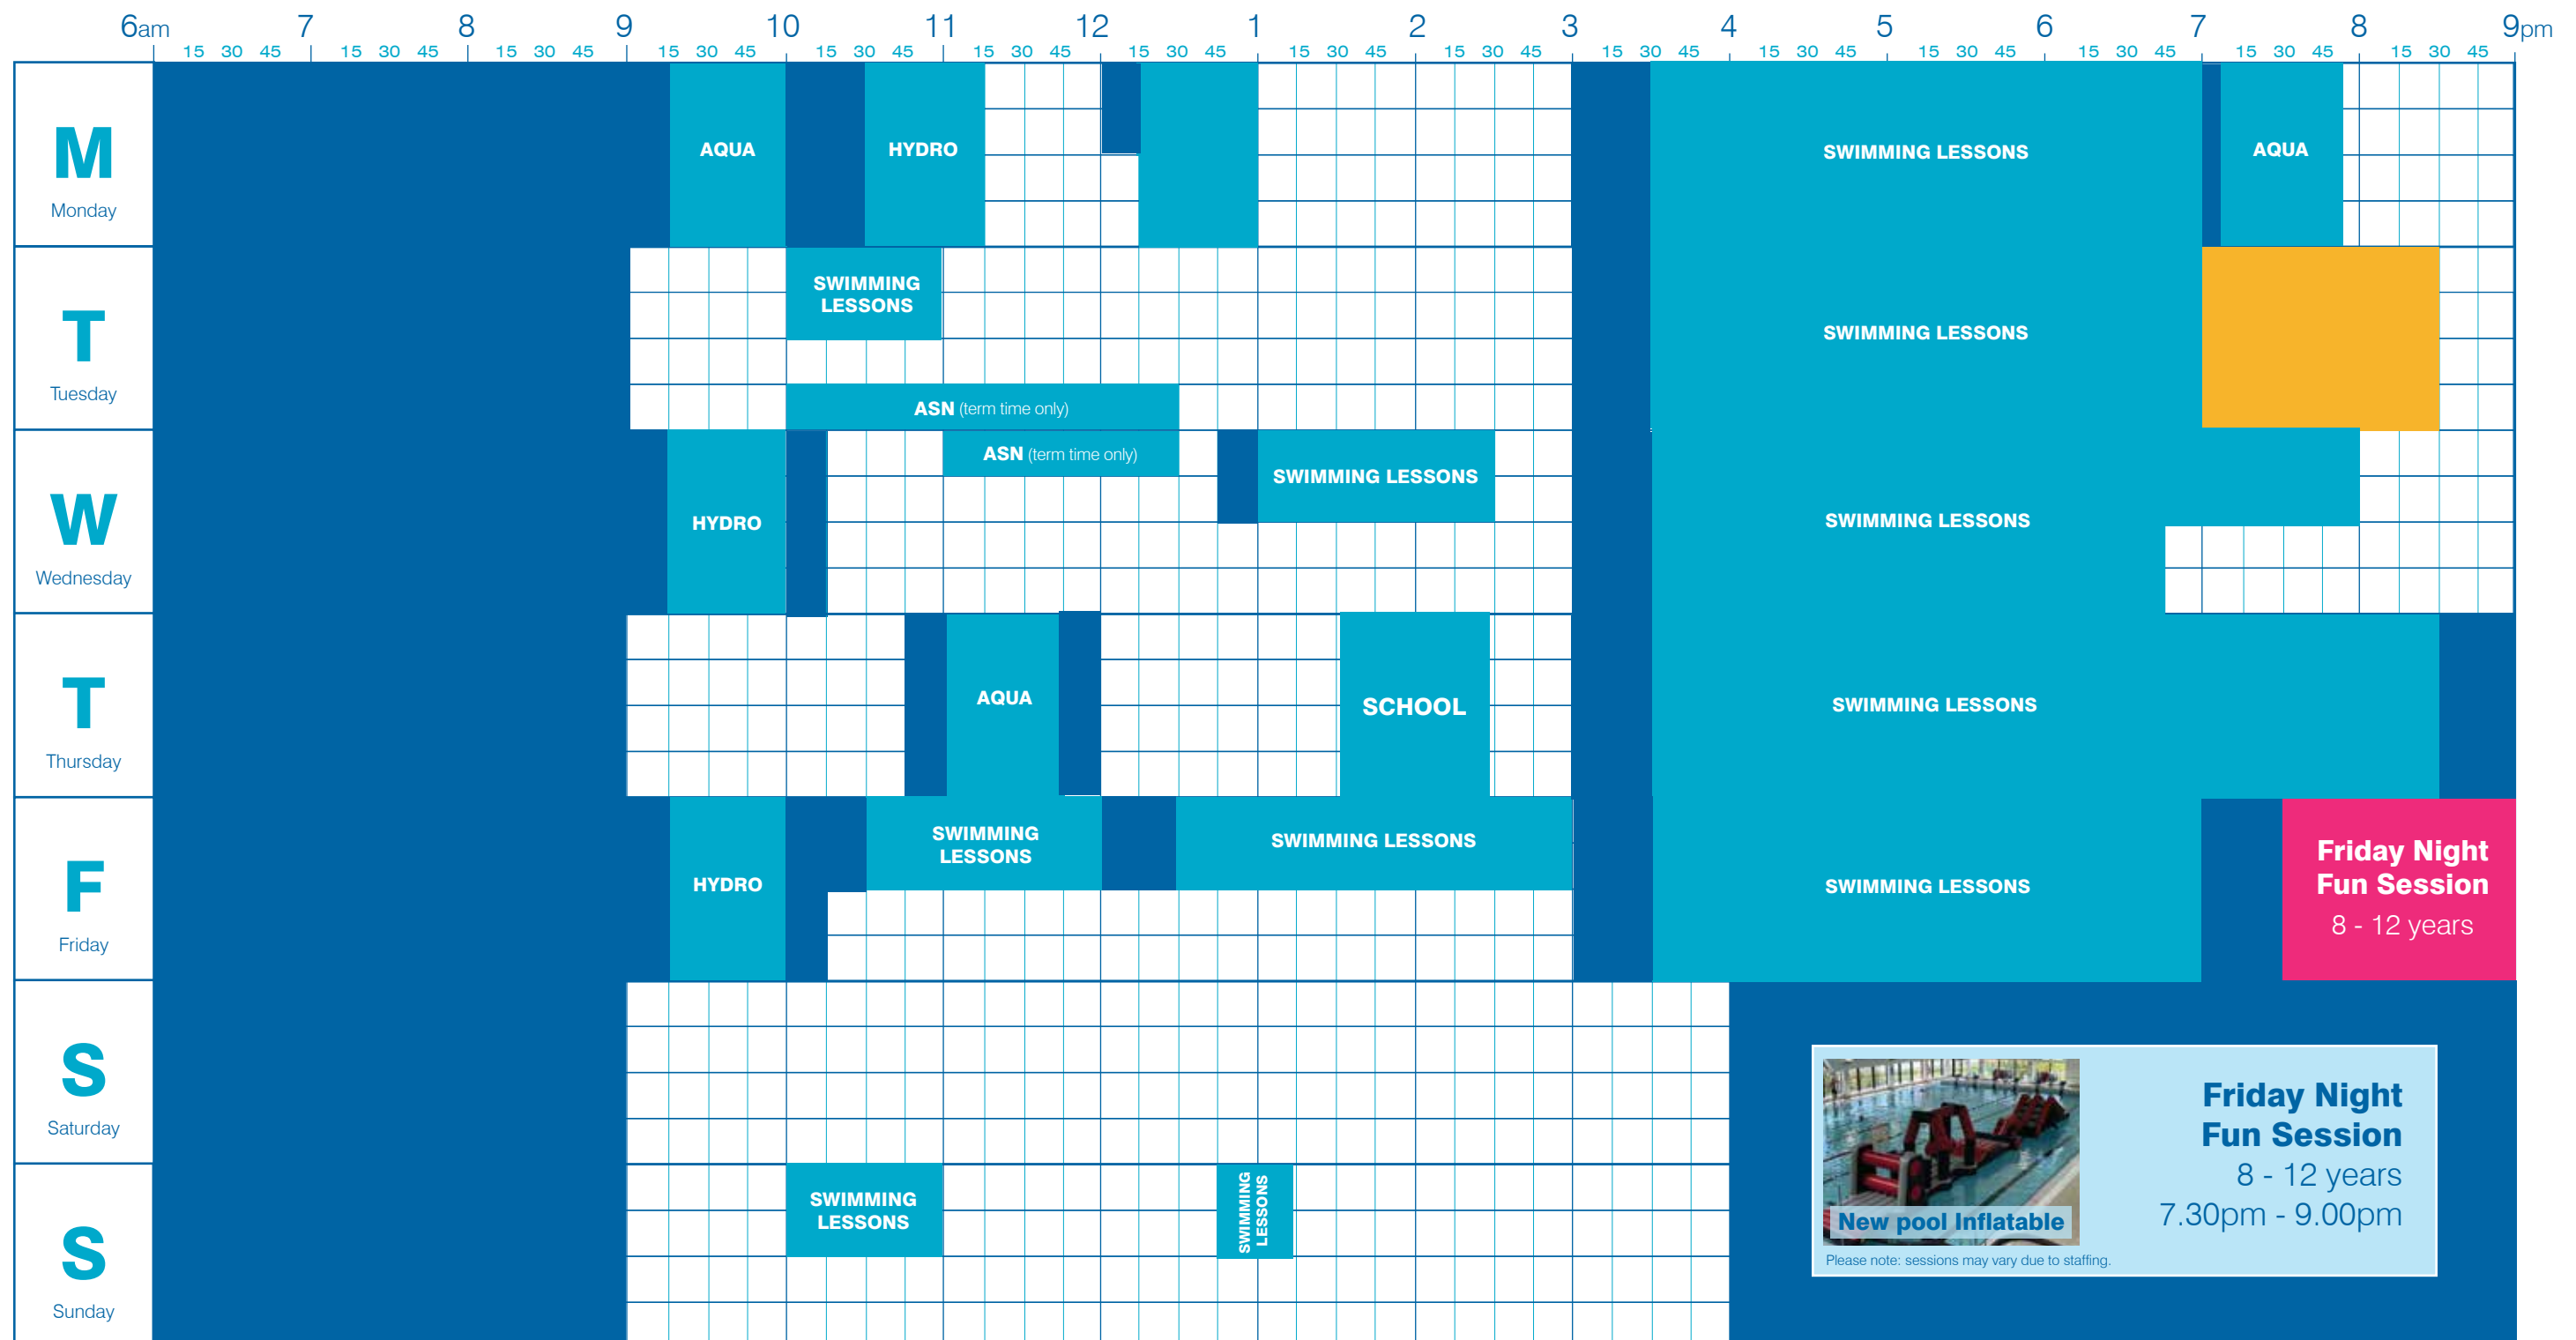 6am 7 8 9 10 11 12 1 2 3 4 5 6 7 8 9pm
15 30 45 15 30 45 15 30 45 15 30 45 15 30 45 15 30 45 15 30 45 15 30 45 15 30 45 15 30 45 15 30 45 15 30 45 15 30 45 15 30 45 15 30 45
M
Monday
AQUA
HYDRO
SWIMMING LESSONS
AQUA
T
Tuesday
SWIMMING
LESSONS
ASN (term time only)
SWIMMING LESSONS
W
Wednesday
HYDRO
ASN (term time only)
SWIMMING LESSONS
SWIMMING LESSONS
T
Thursday
AQUA
SCHOOL
SWIMMING LESSONS
F
Friday
HYDRO
SWIMMING
LESSONS
SWIMMING LESSONS
SWIMMING LESSONS
Friday Night
Fun Session
8 - 12 years
S
Saturday
S
Sunday
SWIMMING
LESSONS
SWIMMING
LESSONS
New pool Inflatable
Please note: sessions may vary due to staffing.
Friday Night
Fun Session
8 - 12 years
7.30pm - 9.00pm